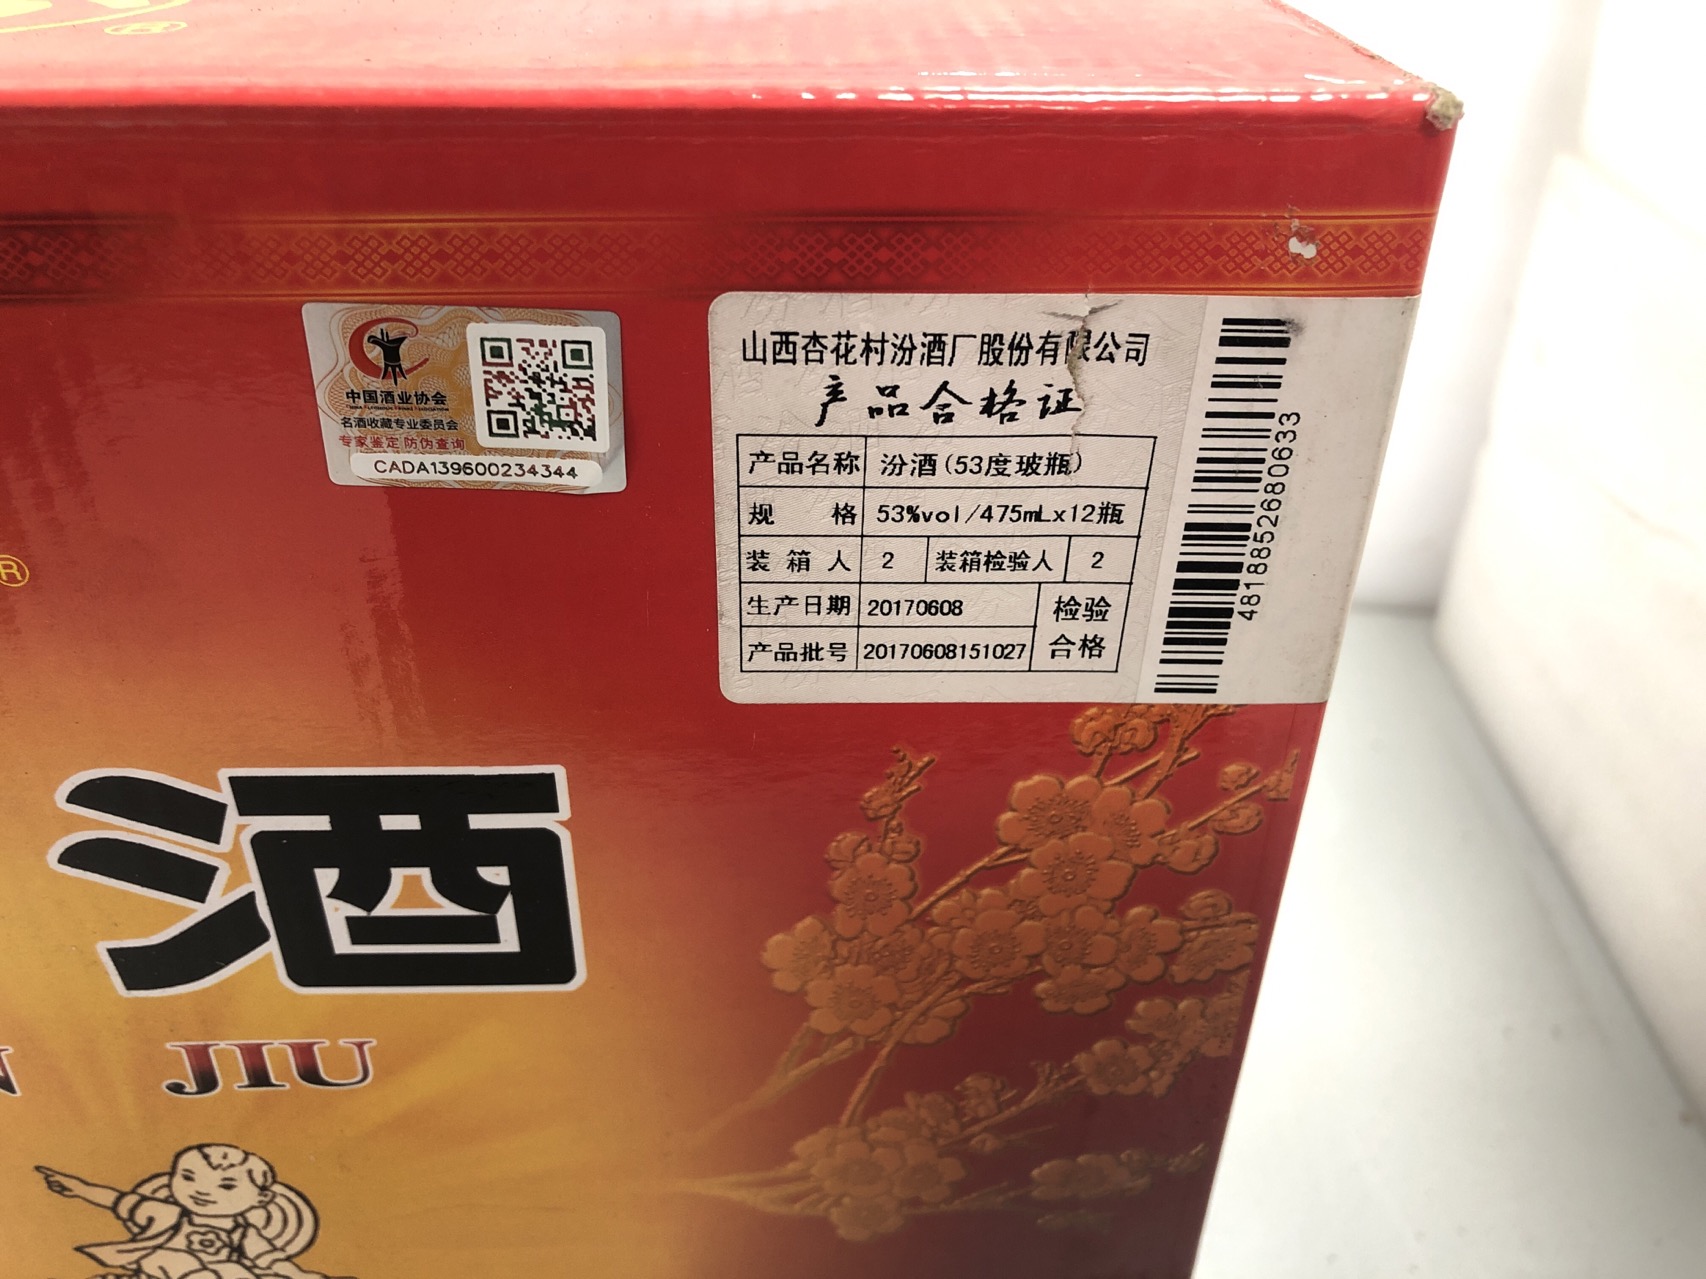 ®
中国酒业协会
名酒收藏专业委员会
专家鉴定 防伪查询
CADA139600234344
山西杏花村汾酒厂股份有限公司
产品合格证
产品名称 汾酒(53度玻瓶)
规 格 53%vol/475mLx12瓶
装箱人 2 装箱检验人 2
生产日期 20170608 检验
产品批号 20170608151027 合格
4818852680633
®
酒
N JIU